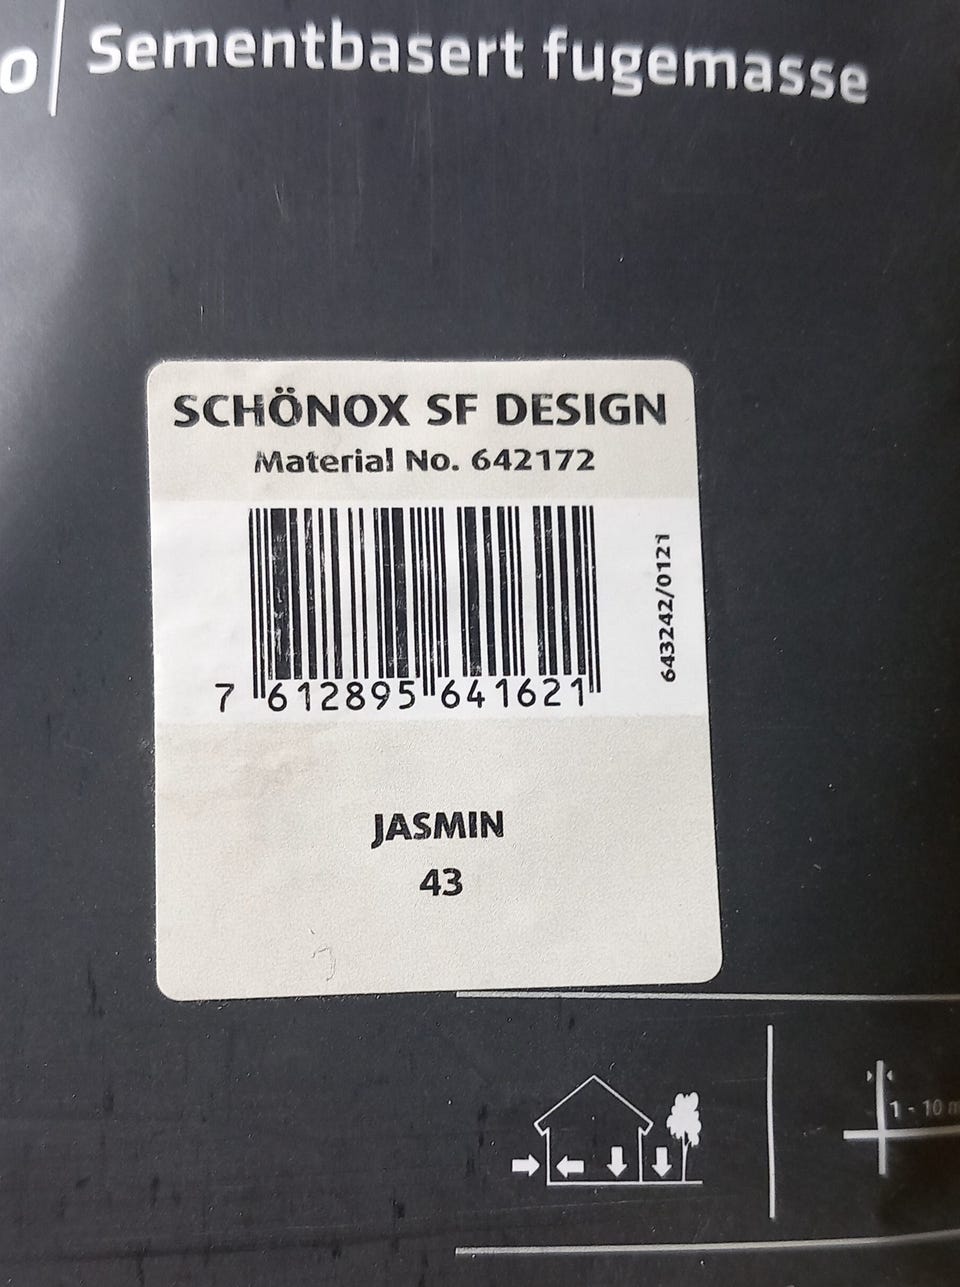 o | Sementbasert fugemasse
SCHÖNOX SF DESIGN
Material No. 642172
643242/0121
7 612895 641621
JASMIN
43
1 - 10 m